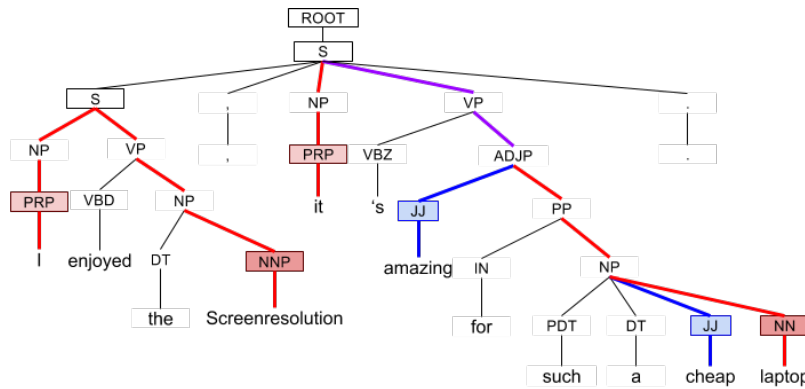 ROOT
S
S , NP VP .
NP VP , PRP VBZ ADJP .
PRP VBD NP it 's JJ PP
I enjoyed DT NNP amazing IN NP
the Screenresolution for PDT DT JJ NN
such a cheap laptop